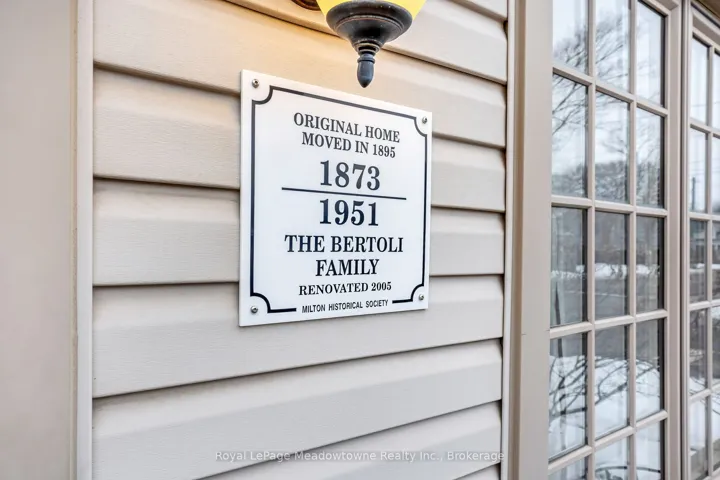 ORIGINAL HOME
MOVED IN 1895
1873
1951
THE BERTOLI
FAMILY
RENOVATED 2005
MILTON HISTORICAL SOCIETY
Royal LePage Meadowtowne Realty Inc., Brokerage